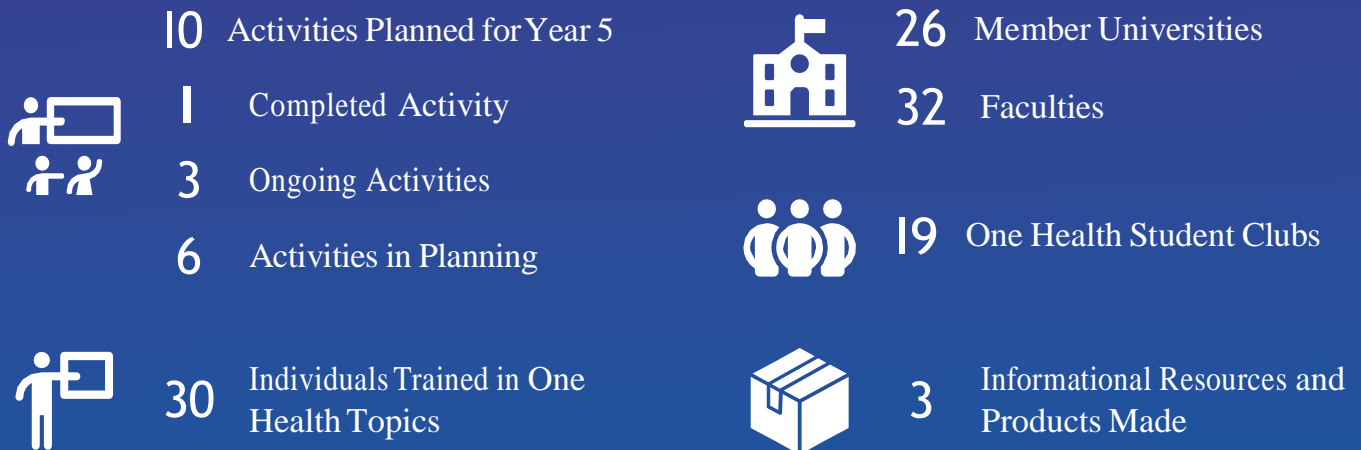 10 Activities Planned for Year 5
1 Completed Activity
3 Ongoing Activities
6 Activities in Planning
30 Individuals Trained in One
Health Topics
26 Member Universities
32 Faculties
19 One Health Student Clubs
3 Informational Resources and
Products Made